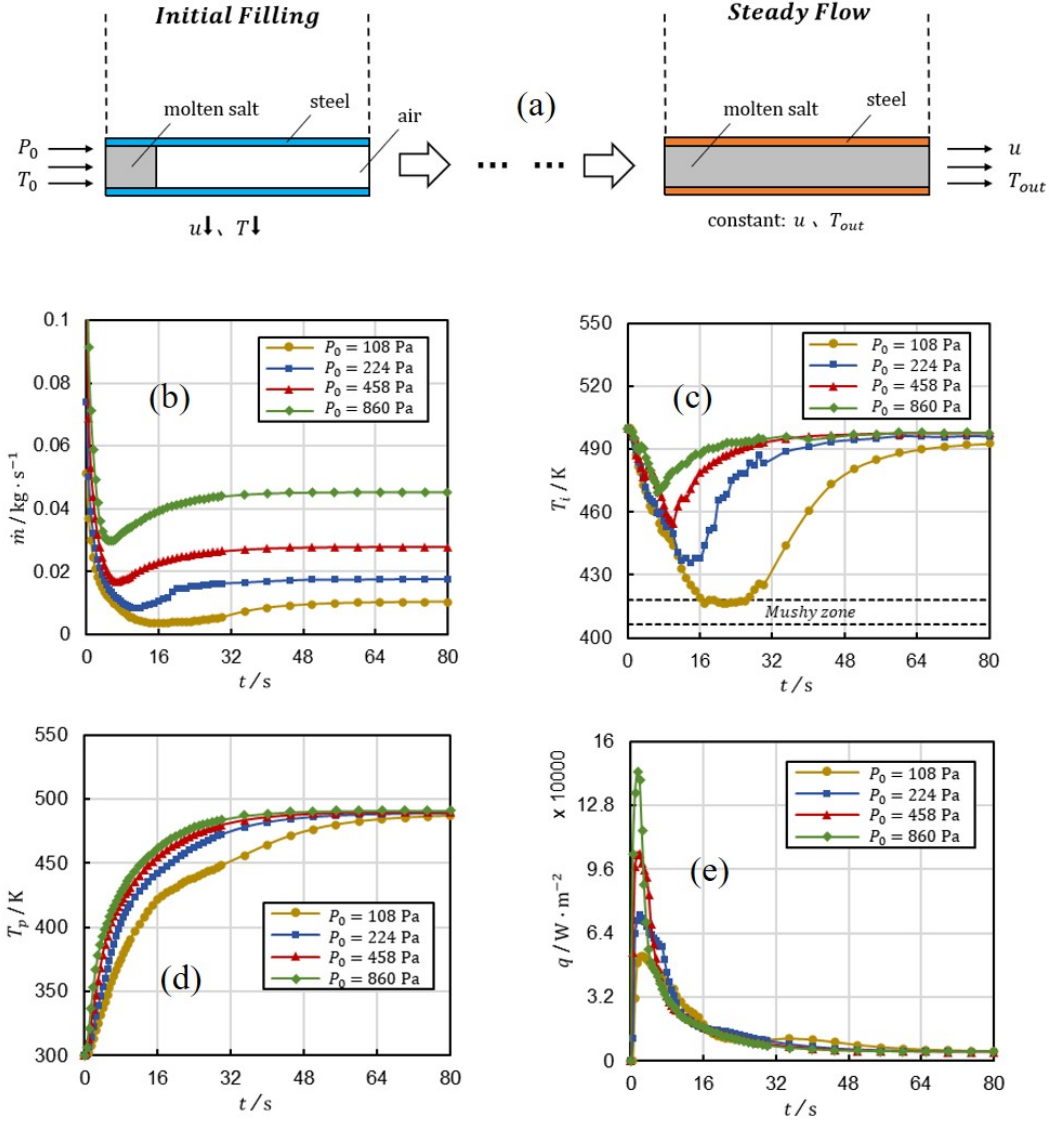 Initial Filling
Steady Flow
molten salt
steel
air
(a)
molten salt
steel
P₀
T₀
u
T_out
u⬇、T⬇
constant: u、T_out
(b)
ṁ / kg · s⁻¹
0.1
0.08
0.06
0.04
0.02
0
P₀ = 108 Pa
P₀ = 224 Pa
P₀ = 458 Pa
P₀ = 860 Pa
0 16 32 48 64 80
t / s
(c)
T_i / K
550
520
490
460
430
400
P₀ = 108 Pa
P₀ = 224 Pa
P₀ = 458 Pa
P₀ = 860 Pa
Mushy zone
0 16 32 48 64 80
t / s
(d)
T_p / K
550
500
450
400
350
300
P₀ = 108 Pa
P₀ = 224 Pa
P₀ = 458 Pa
P₀ = 860 Pa
0 16 32 48 64 80
t / s
(e)
q / W · m⁻²
x 10000
16
12.8
9.6
6.4
3.2
0
P₀ = 108 Pa
P₀ = 224 Pa
P₀ = 458 Pa
P₀ = 860 Pa
0 16 32 48 64 80
t / s